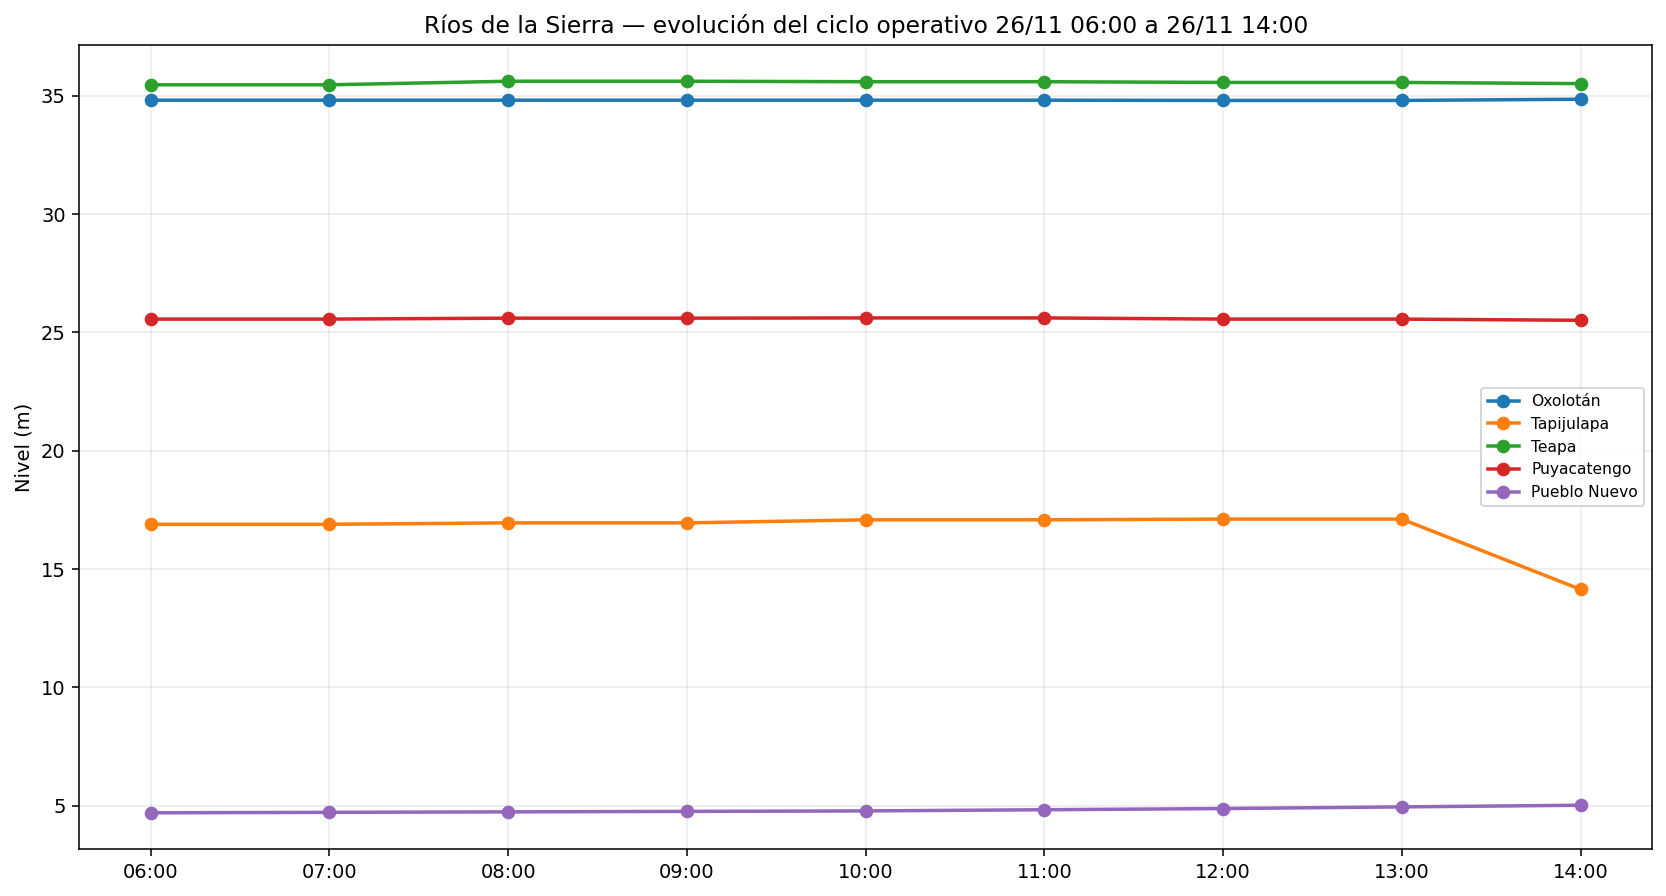 Ríos de la Sierra — evolución del ciclo operativo 26/11 06:00 a 26/11 14:00
Nivel (m)
35
30
25
20
15
10
5
Oxolotán
Tapijulapa
Teapa
Puyacatengo
Pueblo Nuevo
06:00 07:00 08:00 09:00 10:00 11:00 12:00 13:00 14:00